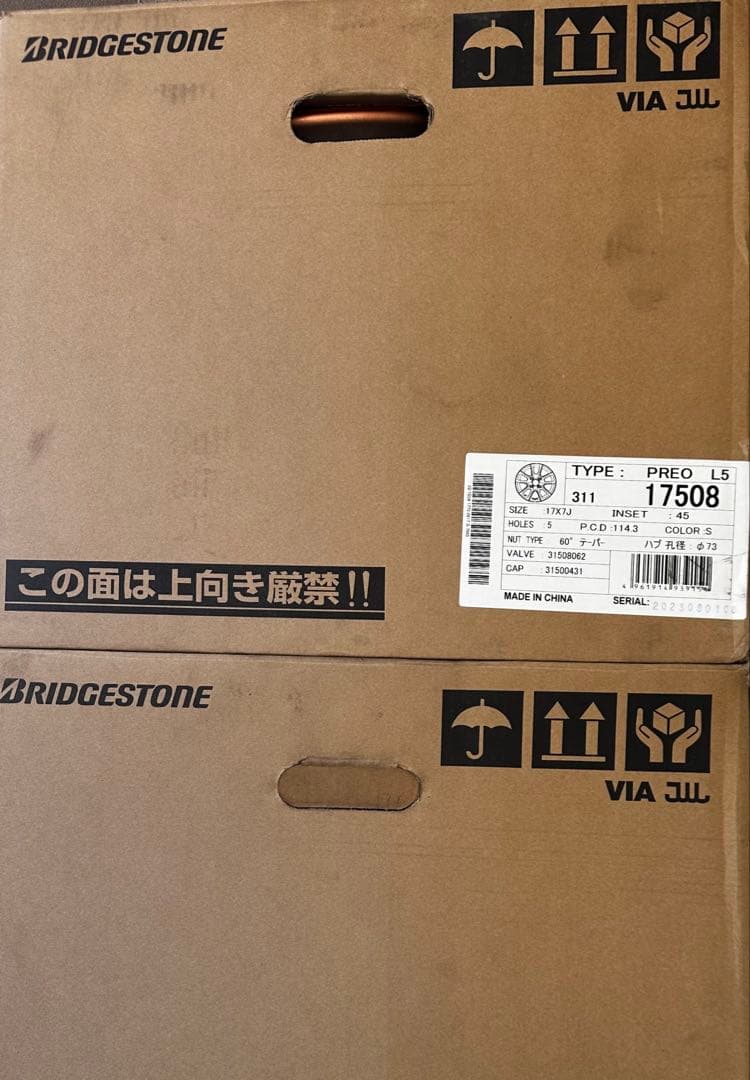 BRIDGESTONE
VIA JWL
TYPE : PREO L5
311 17508
SIZE :17X7J INSET : 45
HOLES : 5 P.C.D :114.3 COLOR :S
NUT TYPE 60° テーパー ハブ孔径 : φ73
VALVE : 31508062
CAP : 31500431
MADE IN CHINA SERIAL:
この面は上向き厳禁!!
BRIDGESTONE
VIA JWL